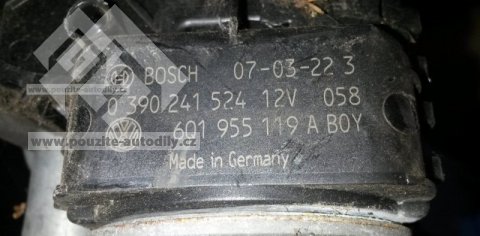 BOSCH 07-03-22 3
0 390 241 524 12V 058
6Q1 955 119 A BOY
Made in Germany
www.pouzite-autodily.cz
www.pouzite-autodily.cz